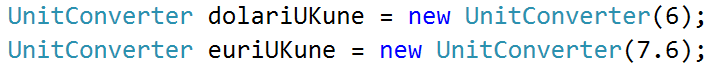 UnitConverter dolariUKune = new UnitConverter(6);
UnitConverter euriUKune = new UnitConverter(7.6);